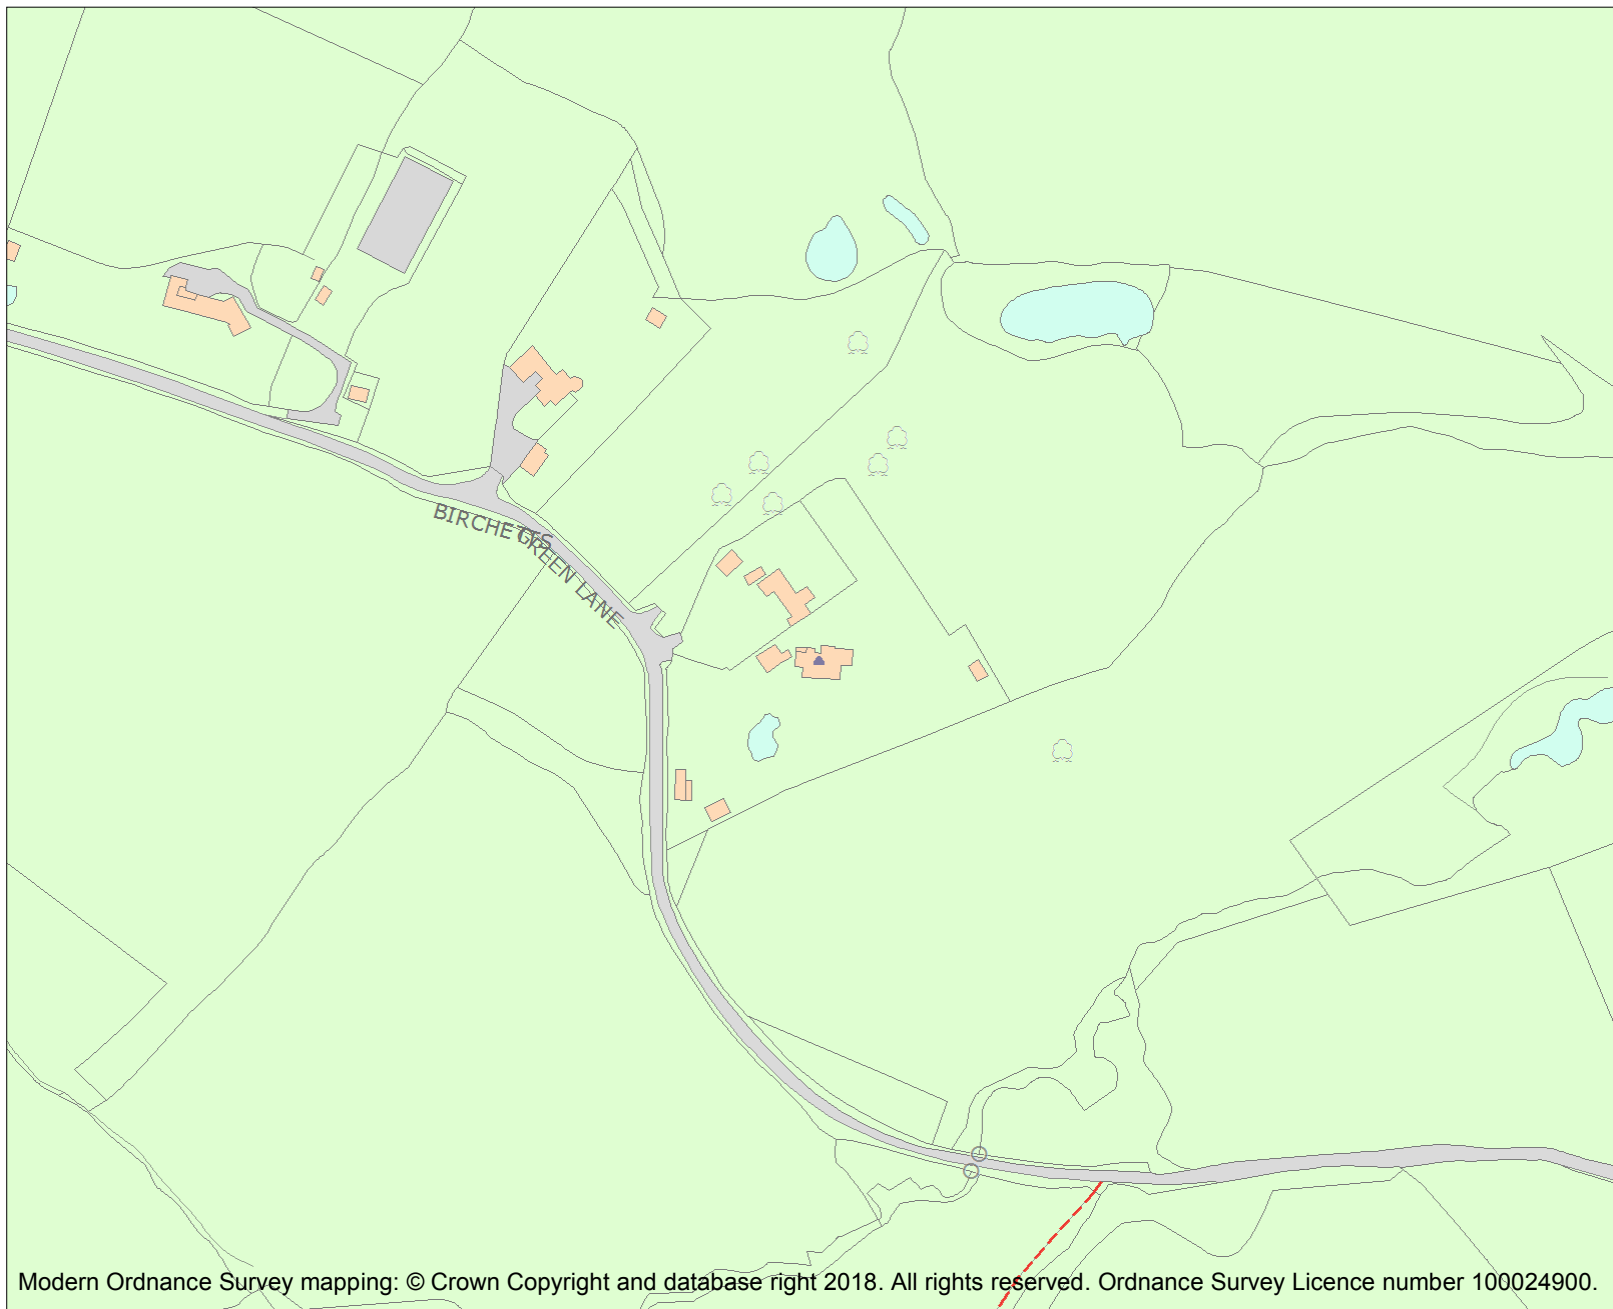 BIRCHETTS
GREEN LANE
Modern Ordnance Survey mapping: © Crown Copyright and database right 2018. All rights reserved. Ordnance Survey Licence number 100024900.